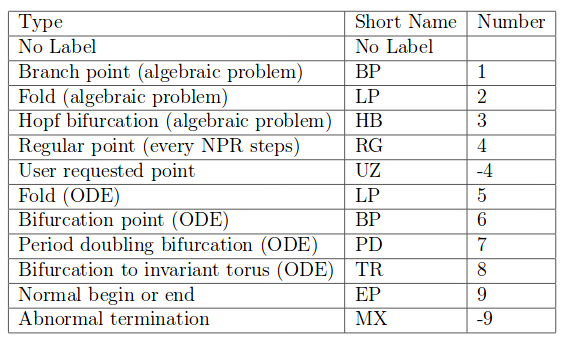 Type Short Name Number
No Label No Label
Branch point (algebraic problem) BP 1
Fold (algebraic problem) LP 2
Hopf bifurcation (algebraic problem) HB 3
Regular point (every NPR steps) RG 4
User requested point UZ -4
Fold (ODE) LP 5
Bifurcation point (ODE) BP 6
Period doubling bifurcation (ODE) PD 7
Bifurcation to invariant torus (ODE) TR 8
Normal begin or end EP 9
Abnormal termination MX -9